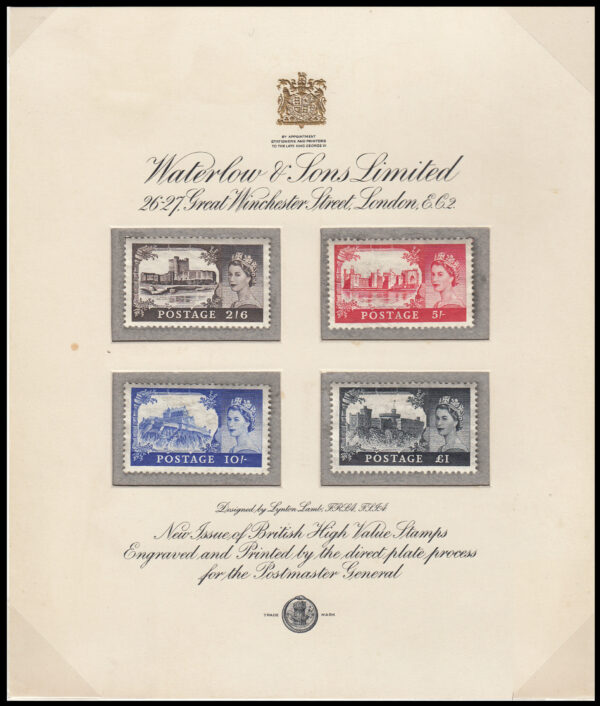 BY APPOINTMENT
STATIONERS AND PRINTERS
TO THE LATE KING GEORGE VI
Waterlow & Sons Limited
26-27, Great Winchester Street, London, E.C.2.
POSTAGE 2/6
POSTAGE 5/-
POSTAGE 10/-
POSTAGE £1
Designed by Lynton Lamb, F.R.S.A., F.S.I.A.
New Issue of British High Value Stamps
Engraved and Printed by the direct plate process
for the Postmaster General
TRADE MARK